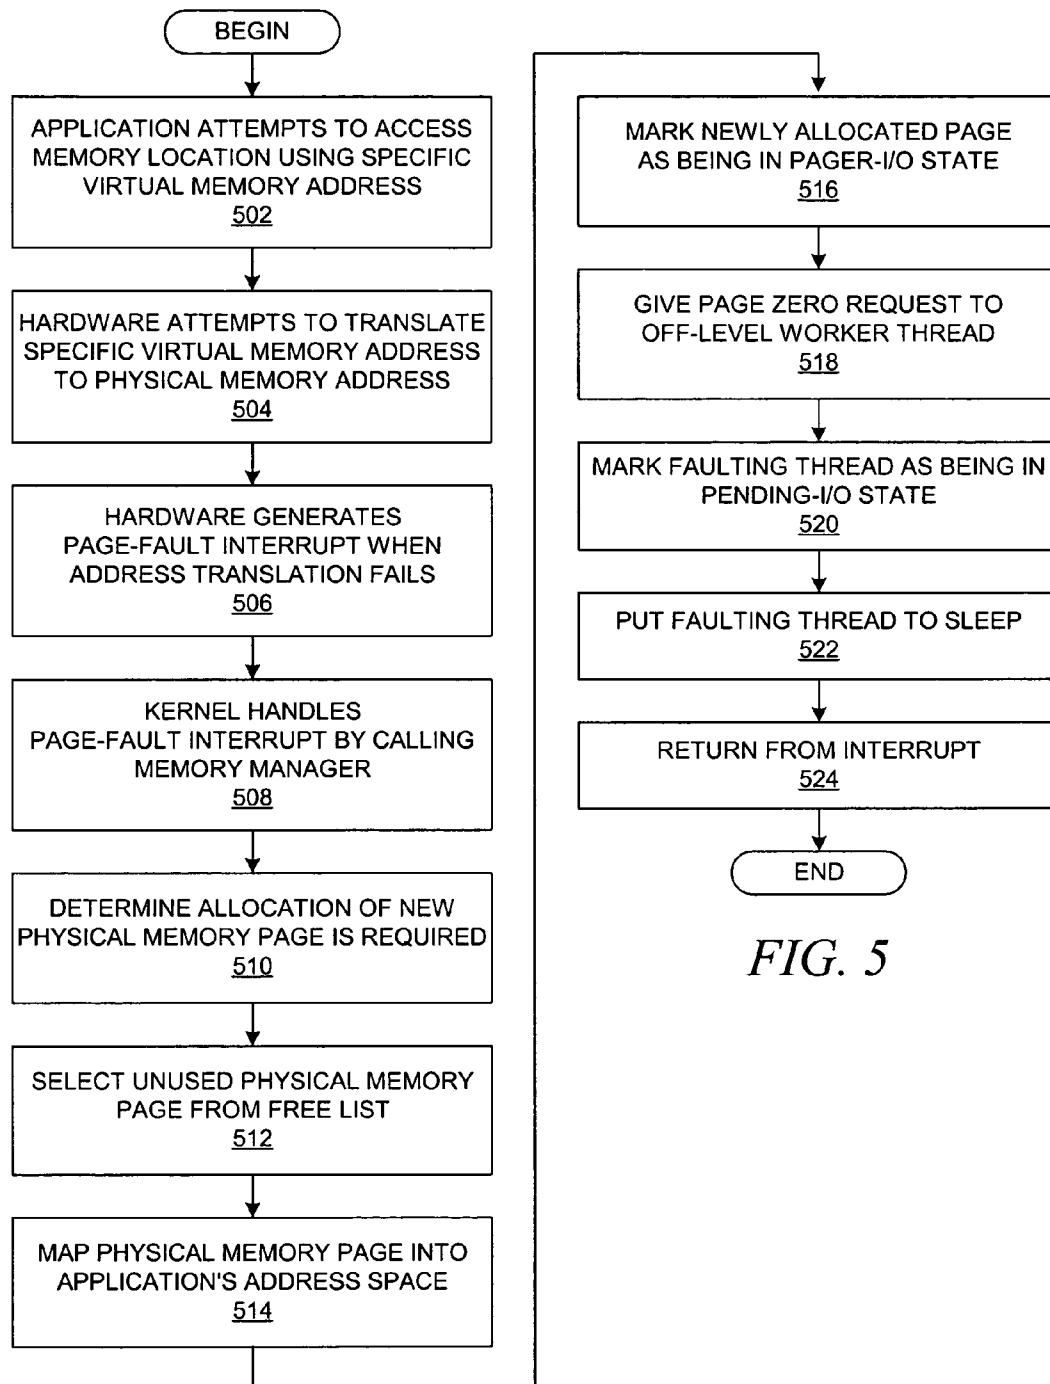 BEGIN
APPLICATION ATTEMPTS TO ACCESS
MEMORY LOCATION USING SPECIFIC
VIRTUAL MEMORY ADDRESS
502
HARDWARE ATTEMPTS TO TRANSLATE
SPECIFIC VIRTUAL MEMORY ADDRESS
TO PHYSICAL MEMORY ADDRESS
504
HARDWARE GENERATES
PAGE-FAULT INTERRUPT WHEN
ADDRESS TRANSLATION FAILS
506
KERNEL HANDLES
PAGE-FAULT INTERRUPT BY CALLING
MEMORY MANAGER
508
DETERMINE ALLOCATION OF NEW
PHYSICAL MEMORY PAGE IS REQUIRED
510
SELECT UNUSED PHYSICAL MEMORY
PAGE FROM FREE LIST
512
MAP PHYSICAL MEMORY PAGE INTO
APPLICATION'S ADDRESS SPACE
514
MARK NEWLY ALLOCATED PAGE
AS BEING IN PAGER-I/O STATE
516
GIVE PAGE ZERO REQUEST TO
OFF-LEVEL WORKER THREAD
518
MARK FAULTING THREAD AS BEING IN
PENDING-I/O STATE
520
PUT FAULTING THREAD TO SLEEP
522
RETURN FROM INTERRUPT
524
END
FIG. 5